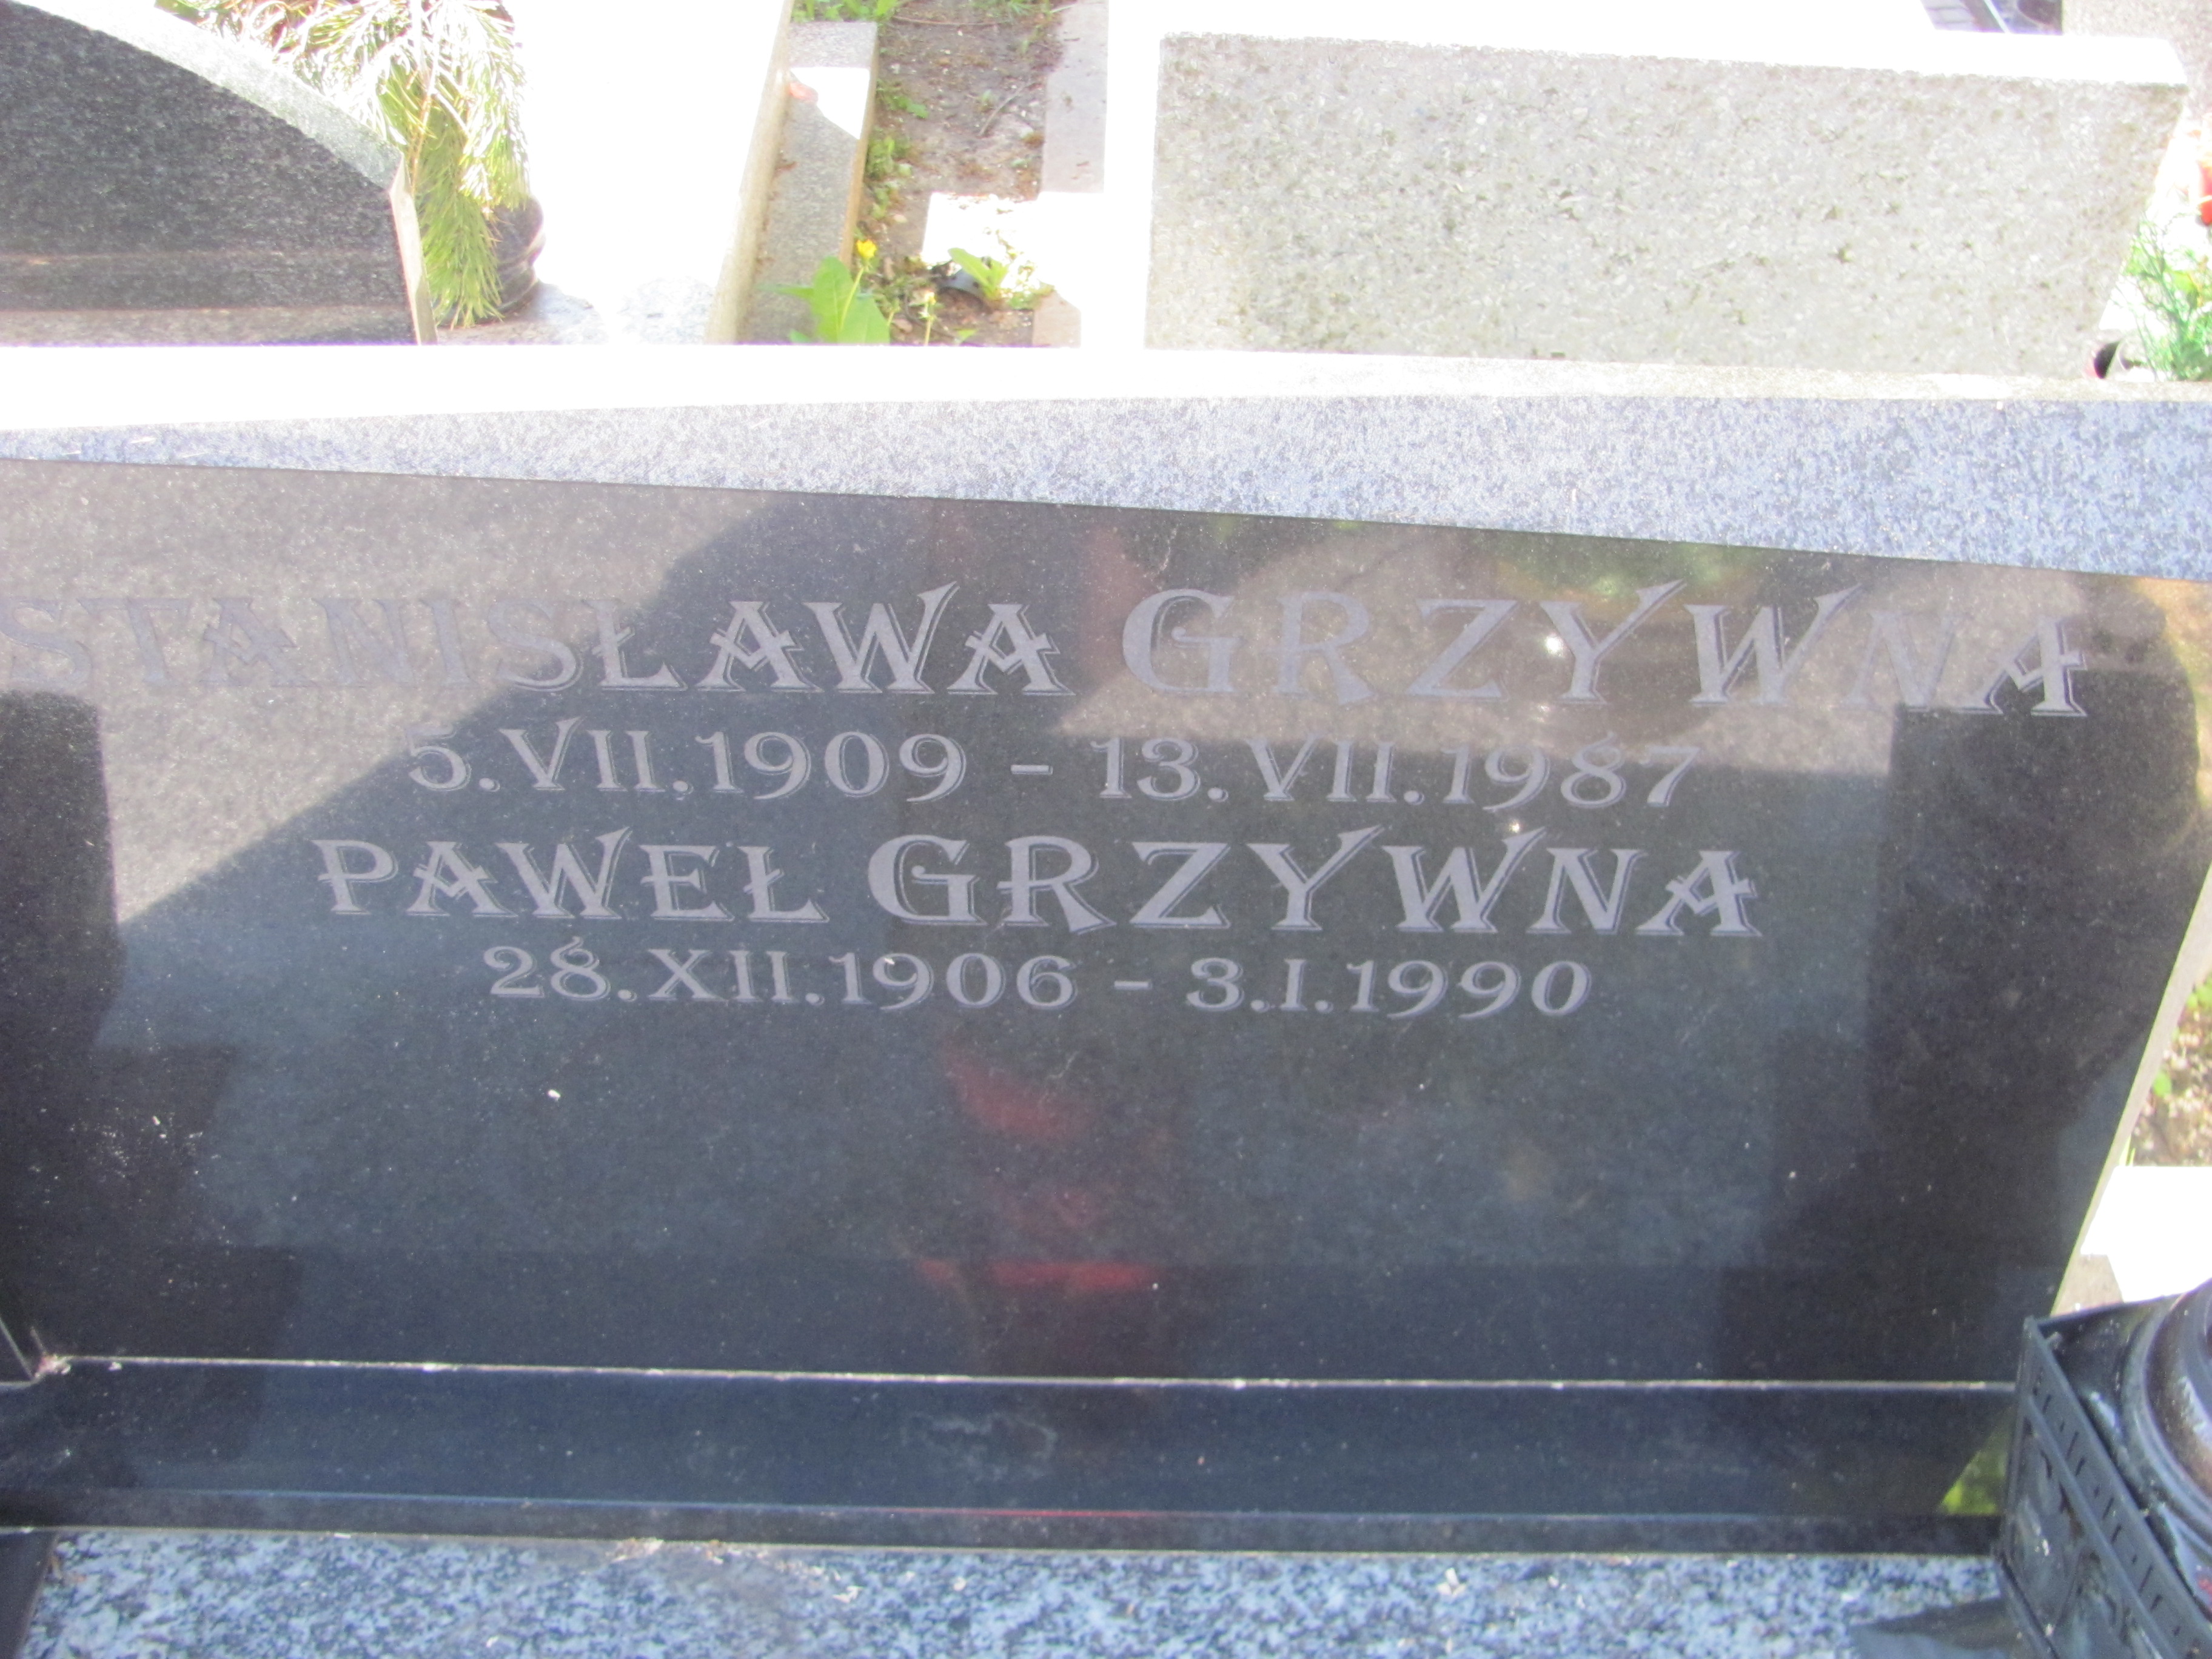 STANISŁAWA GRZYWNA
5.VII.1909 - 13.VII.1987
PAWEŁ GRZYWNA
28.XII.1906 - 3.I.1990